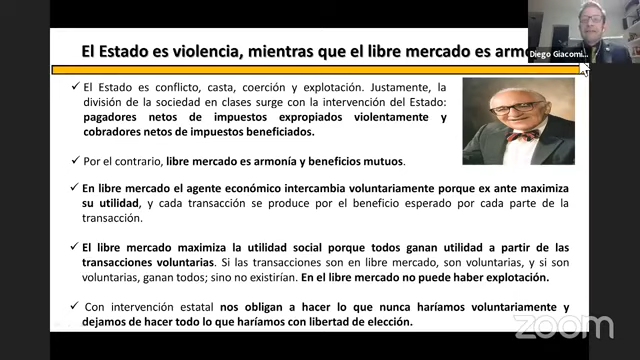 El Estado es violencia, mientras que el libre mercado es armo
Diego Giacomi...
✓ El Estado es conflicto, casta, coerción y explotación. Justamente, la
división de la sociedad en clases surge con la intervención del Estado:
pagadores netos de impuestos expropiados violentamente y
cobradores netos de impuestos beneficiados.
✓ Por el contrario, libre mercado es armonía y beneficios mutuos.
✓ En libre mercado el agente económico intercambia voluntariamente porque ex ante maximiza
su utilidad, y cada transacción se produce por el beneficio esperado por cada parte de la
transacción.
✓ El libre mercado maximiza la utilidad social porque todos ganan utilidad a partir de las
transacciones voluntarias. Si las transacciones son en libre mercado, son voluntarias, y si son
voluntarias, ganan todos; sino no existirían. En el libre mercado no puede haber explotación.
✓ Con intervención estatal nos obligan a hacer lo que nunca haríamos voluntariamente y
dejamos de hacer todo lo que haríamos con libertad de elección.
zoom